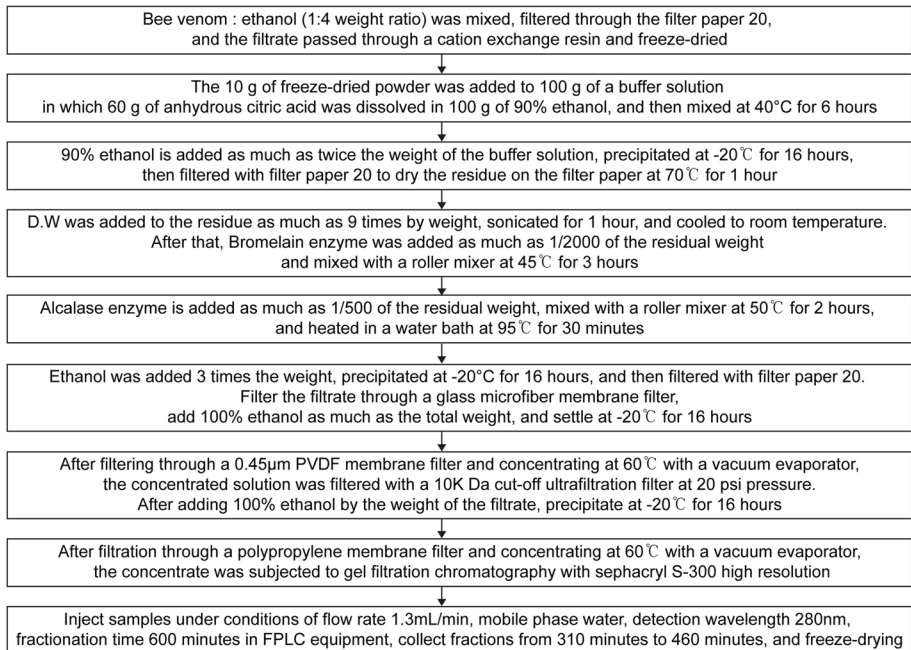 Bee venom : ethanol (1:4 weight ratio) was mixed, filtered through the filter paper 20,
and the filtrate passed through a cation exchange resin and freeze-dried
The 10 g of freeze-dried powder was added to 100 g of a buffer solution
in which 60 g of anhydrous citric acid was dissolved in 100 g of 90% ethanol, and then mixed at 40°C for 6 hours
90% ethanol is added as much as twice the weight of the buffer solution, precipitated at -20℃ for 16 hours,
then filtered with filter paper 20 to dry the residue on the filter paper at 70℃ for 1 hour
D.W was added to the residue as much as 9 times by weight, sonicated for 1 hour, and cooled to room temperature.
After that, Bromelain enzyme was added as much as 1/2000 of the residual weight
and mixed with a roller mixer at 45℃ for 3 hours
Alcalase enzyme is added as much as 1/500 of the residual weight, mixed with a roller mixer at 50℃ for 2 hours,
and heated in a water bath at 95℃ for 30 minutes
Ethanol was added 3 times the weight, precipitated at -20°C for 16 hours, and then filtered with filter paper 20.
Filter the filtrate through a glass microfiber membrane filter,
add 100% ethanol as much as the total weight, and settle at -20℃ for 16 hours
After filtering through a 0.45μm PVDF membrane filter and concentrating at 60℃ with a vacuum evaporator,
the concentrated solution was filtered with a 10K Da cut-off ultrafiltration filter at 20 psi pressure.
After adding 100% ethanol by the weight of the filtrate, precipitate at -20℃ for 16 hours
After filtration through a polypropylene membrane filter and concentrating at 60℃ with a vacuum evaporator,
the concentrate was subjected to gel filtration chromatography with sephacryl S-300 high resolution
Inject samples under conditions of flow rate 1.3mL/min, mobile phase water, detection wavelength 280nm,
fractionation time 600 minutes in FPLC equipment, collect fractions from 310 minutes to 460 minutes, and freeze-drying